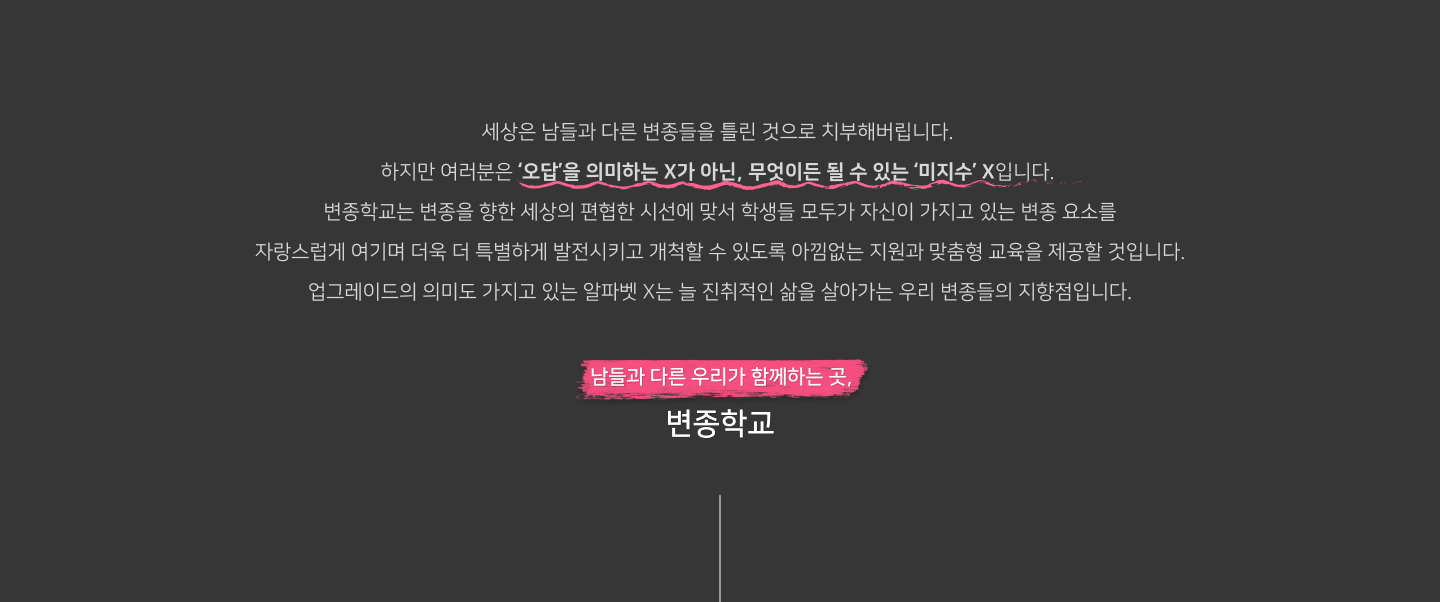 세상은 남들과 다른 변종들을 틀린 것으로 치부해버립니다.
하지만 여러분은 ‘오답’을 의미하는 X가 아닌, 무엇이든 될 수 있는 ‘미지수’ X입니다.
변종학교는 변종을 향한 세상의 편협한 시선에 맞서 학생들 모두가 자신이 가지고 있는 변종 요소를
자랑스럽게 여기며 더욱 더 특별하게 발전시키고 개척할 수 있도록 아낌없는 지원과 맞춤형 교육을 제공할 것입니다.
업그레이드의 의미도 가지고 있는 알파벳 X는 늘 진취적인 삶을 살아가는 우리 변종들의 지향점입니다.
남들과 다른 우리가 함께하는 곳,
변종학교